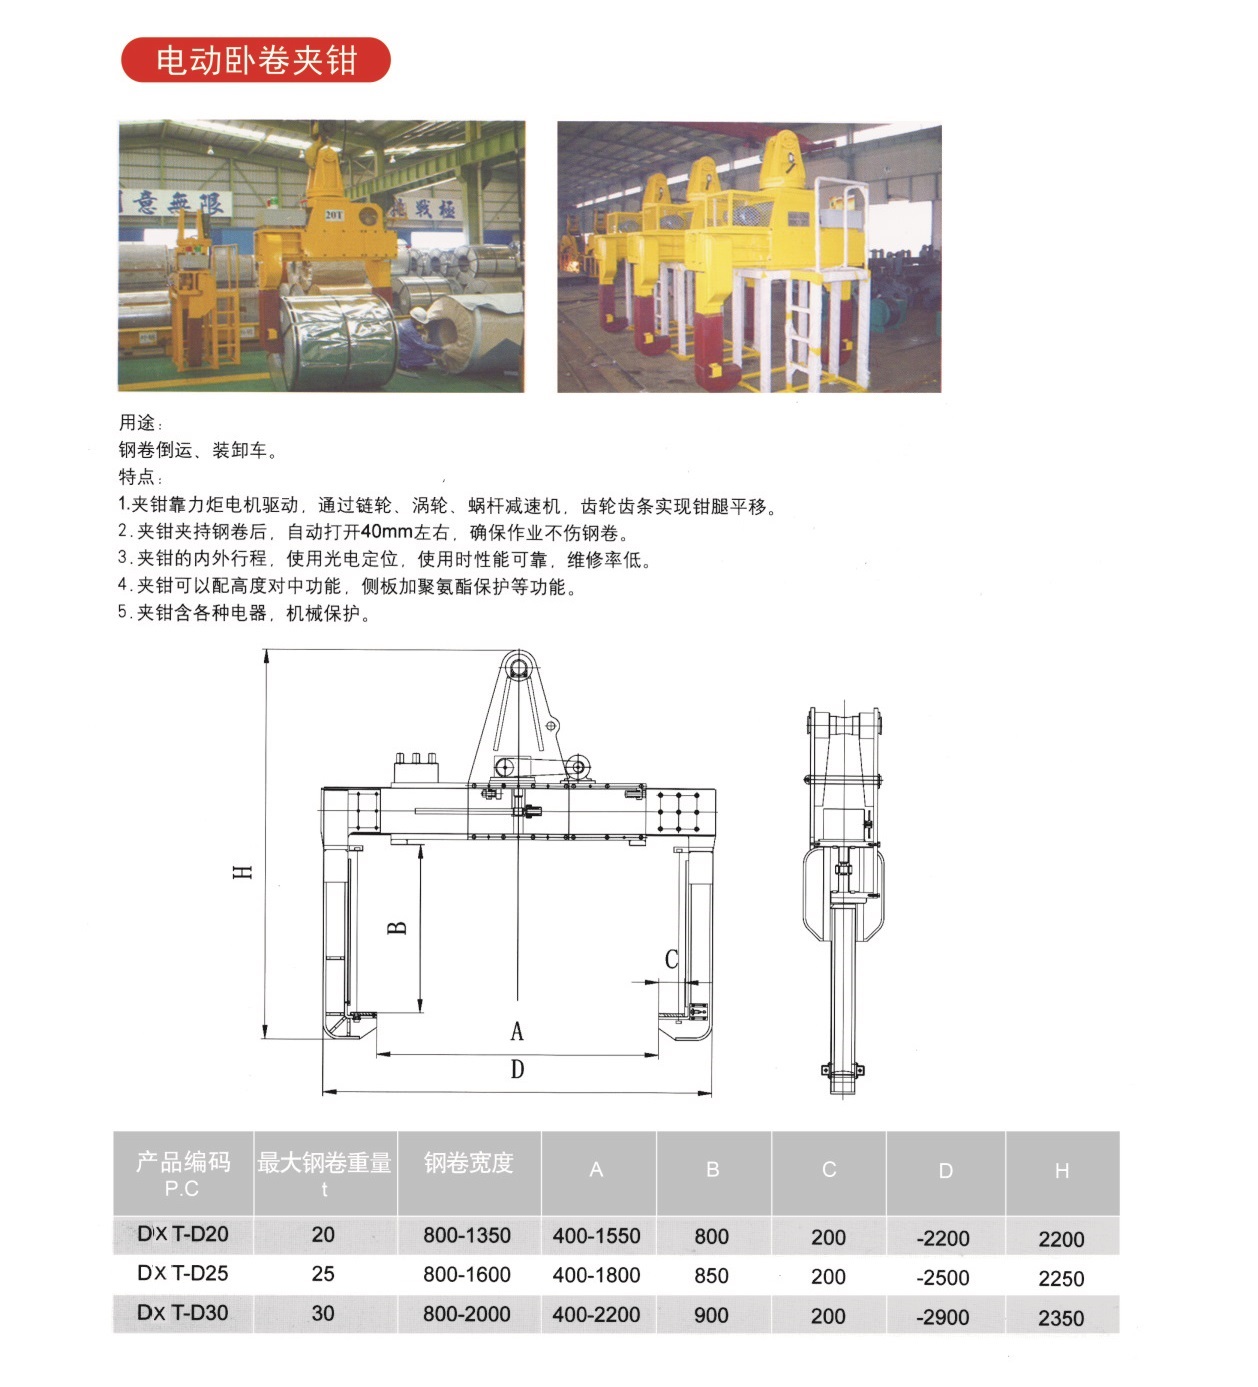 电动卧卷夹钳
意無限
20T
戰極
用途:
钢卷倒运、装卸车。
特点:
1.夹钳靠力炬电机驱动，通过链轮、涡轮、蜗杆减速机，齿轮齿条实现钳腿平移。
2.夹钳夹持钢卷后，自动打开40mm左右，确保作业不伤钢卷。
3.夹钳的内外行程，使用光电定位，使用时性能可靠，维修率低。
4.夹钳可以配高度对中功能，侧板加聚氨酯保护等功能。
5.夹钳含各种电器，机械保护。
H
B
C
A
D
产品编码 最大钢卷重量 钢卷宽度 A B C D H
P.C t
DXT-D20 20 800-1350 400-1550 800 200 -2200 2200
DXT-D25 25 800-1600 400-1800 850 200 -2500 2250
DXT-D30 30 800-2000 400-2200 900 200 -2900 2350